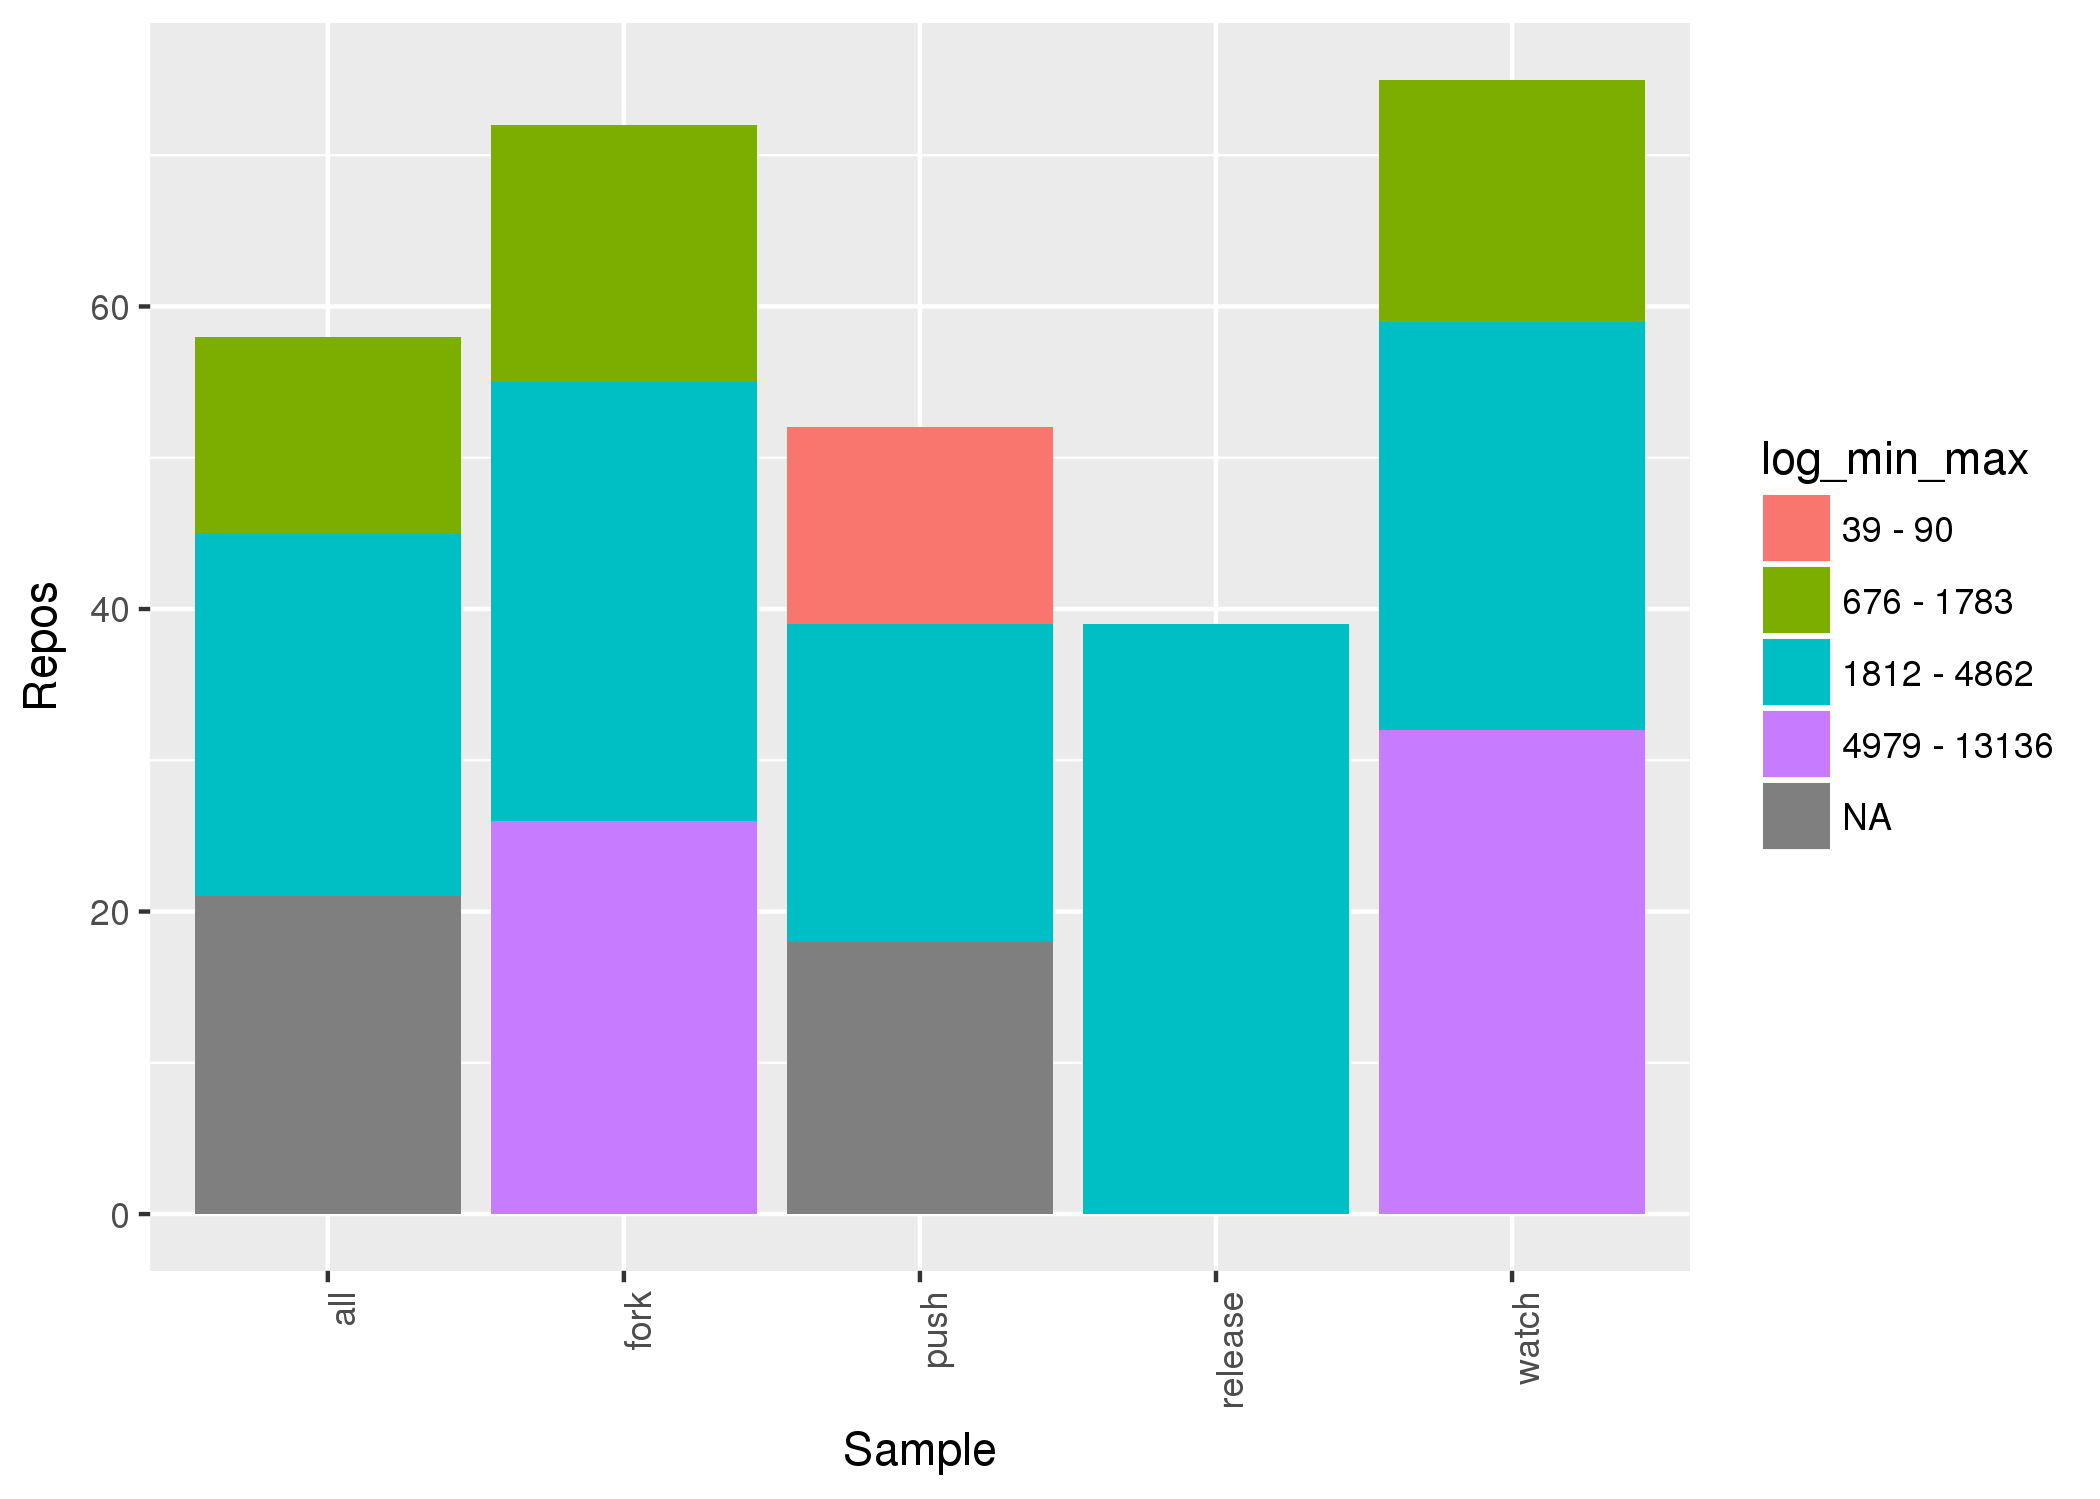 Repos
60
40
20
0
all
fork
push
release
watch
Sample
log_min_max
39 - 90
676 - 1783
1812 - 4862
4979 - 13136
NA